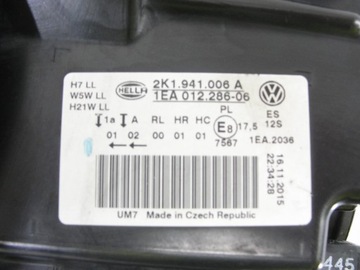 H7 LL
W5W LL
H21W LL
HELLA
2K1.941.006 A
1EA 012.286-06
PL
ES
12S
1a A RL HR HC
01 02 00 01 01
E8
17,5
7567
1EA.2036
16.11.2015
22:34:28
UM7 Made in Czech Republic
445